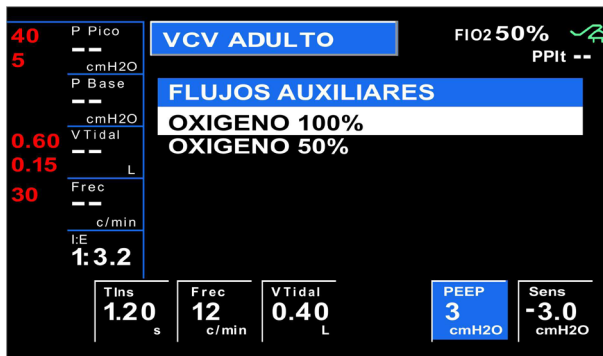 VCV ADULTO
FIO2 50%
PPlt --
40
5
P Pico
--
cmH2O
P Base
--
cmH2O
0.60
0.15
VTidal
--
L
30
Frec
--
c/min
I:E
1:3.2
FLUJOS AUXILIARES
OXIGENO 100%
OXIGENO 50%
TIns
1.20
s
Frec
12
c/min
VTidal
0.40
L
PEEP
3
cmH2O
Sens
-3.0
cmH2O